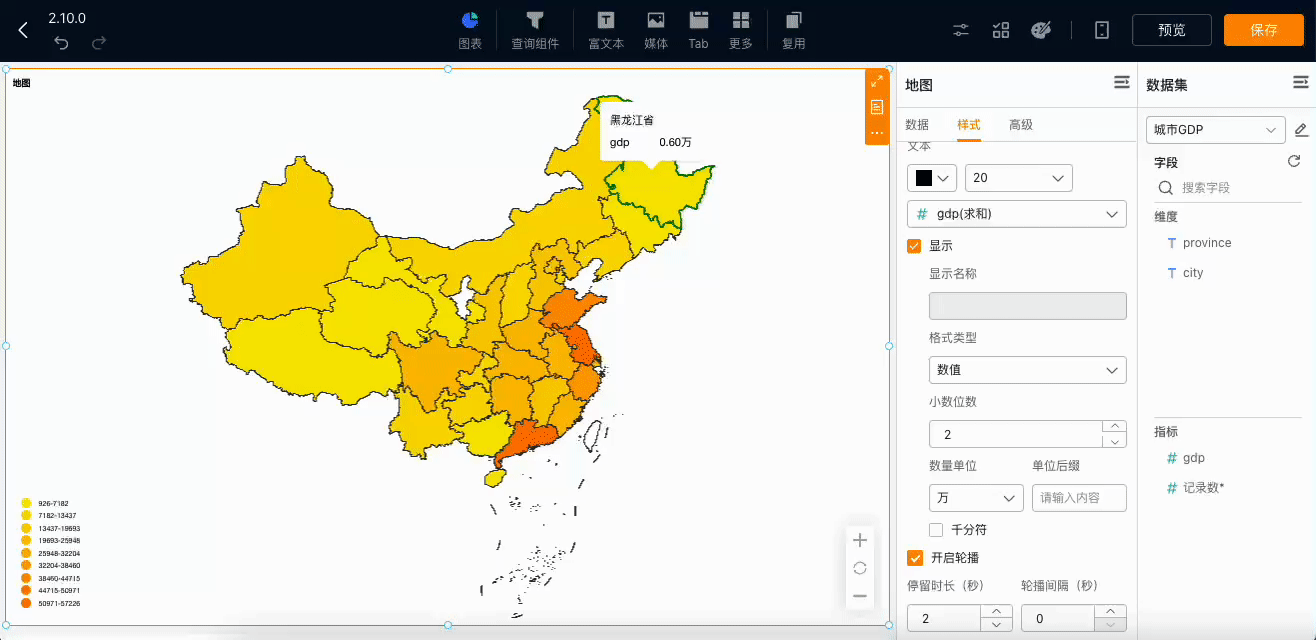 2.10.0
图表
查询组件
富文本
媒体
Tab
更多
复用
预览
保存
地图
黑龙江省
gdp 0.60万
926-7182
7182-13437
13437-19693
19693-25948
25948-32204
32204-38460
38460-44715
44715-50971
50971-57226
地图
数据 样式 高级
文本
20
# gdp(求和)
显示
显示名称
格式类型
数值
小数位数
2
数量单位 单位后缀
万 请输入内容
千分符
开启轮播
停留时长（秒） 轮播间隔（秒）
2 0
数据集
城市GDP
字段
搜索字段
维度
T province
T city
指标
# gdp
# 记录数*